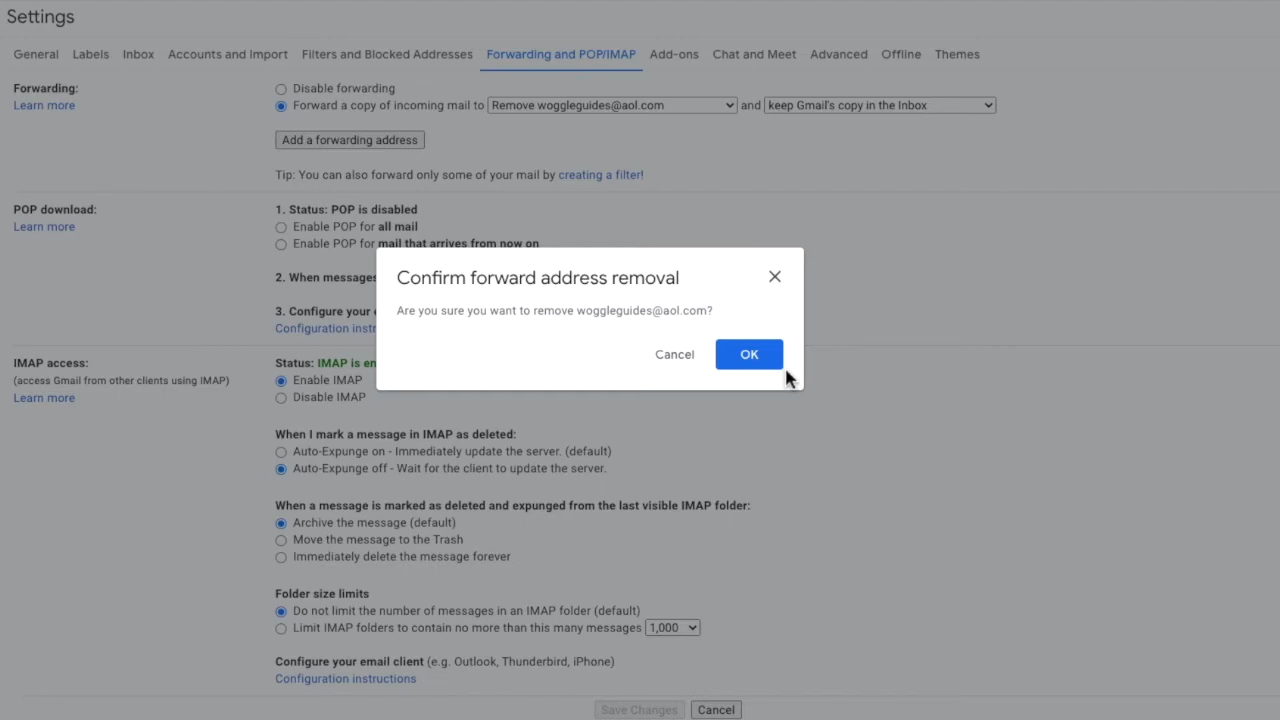 Settings
General Labels Inbox Accounts and Import Filters and Blocked Addresses Forwarding and POP/IMAP Add-ons Chat and Meet Advanced Offline Themes
Forwarding:
Learn more
Disable forwarding
Forward a copy of incoming mail to Remove woggleguides@aol.com and keep Gmail's copy in the Inbox
Add a forwarding address
Tip: You can also forward only some of your mail by creating a filter!
POP download:
Learn more
1. Status: POP is disabled
Enable POP for all mail
Enable POP for mail that arrives from now on
2. When messages
3. Configure your
Configuration
Confirm forward address removal
Are you sure you want to remove woggleguides@aol.com?
Cancel OK
IMAP access:
(access Gmail from other clients using IMAP)
Learn more
Status: IMAP is
Enable IMAP
Disable IMAP
When I mark a message in IMAP as deleted:
Auto-Expunge on - Immediately update the server. (default)
Auto-Expunge off - Wait for the client to update the server.
When a message is marked as deleted and expunged from the last visible IMAP folder:
Archive the message (default)
Move the message to the Trash
Immediately delete the message forever
Folder size limits
Do not limit the number of messages in an IMAP folder (default)
Limit IMAP folders to contain no more than this many messages 1,000
Configure your email client (e.g. Outlook, Thunderbird, iPhone)
Configuration instructions
Save Changes Cancel